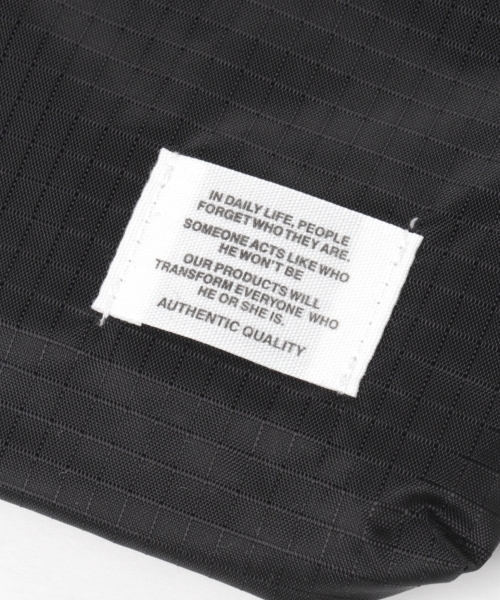 IN DAILY LIFE, PEOPLE
FORGET WHO THEY ARE.
SOMEONE ACTS LIKE WHO
HE WON'T BE
OUR PRODUCTS WILL
TRANSFORM EVERYONE WHO
HE OR SHE IS.
AUTHENTIC QUALITY